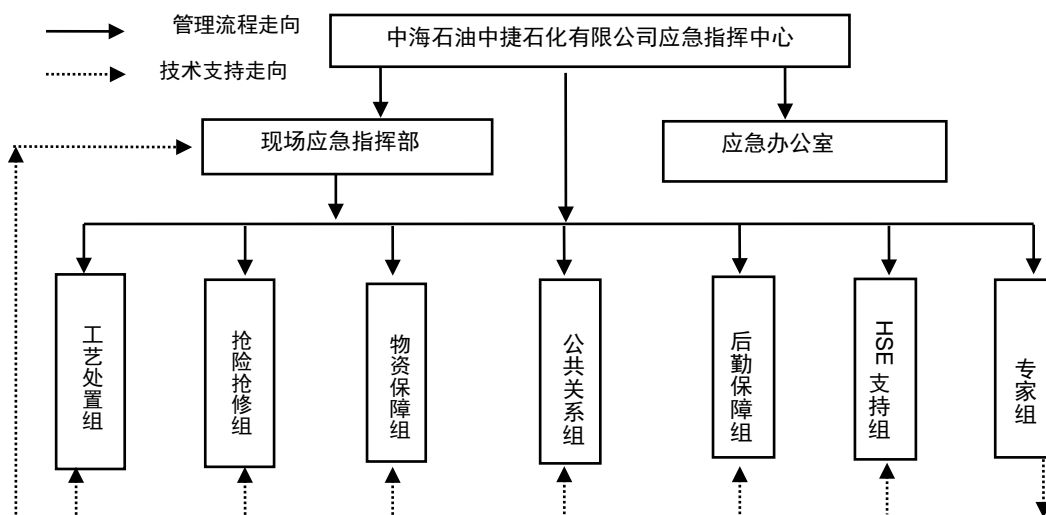 管理流程走向
中海石油中捷石化有限公司应急指挥中心
技术支持走向
现场应急指挥部
应急办公室
工艺处置组
抢险抢修组
物资保障组
公共关系组
后勤保障组
HSE 支持组
专家组